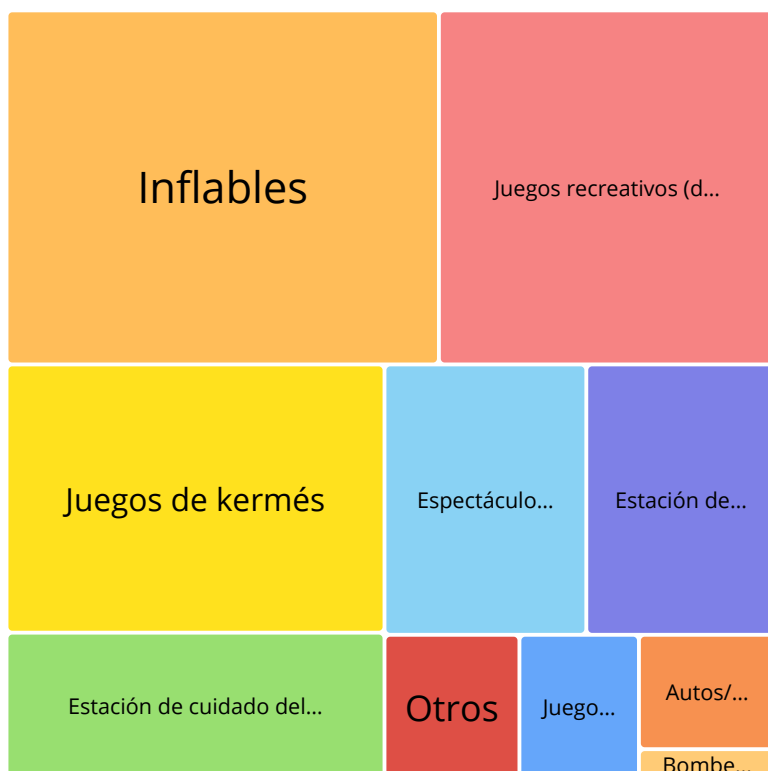 Inflables
Juegos recreativos (d...
Juegos de kermés
Espectáculo...
Estación de...
Estación de cuidado del...
Otros
Juego...
Autos/...
Bombe...